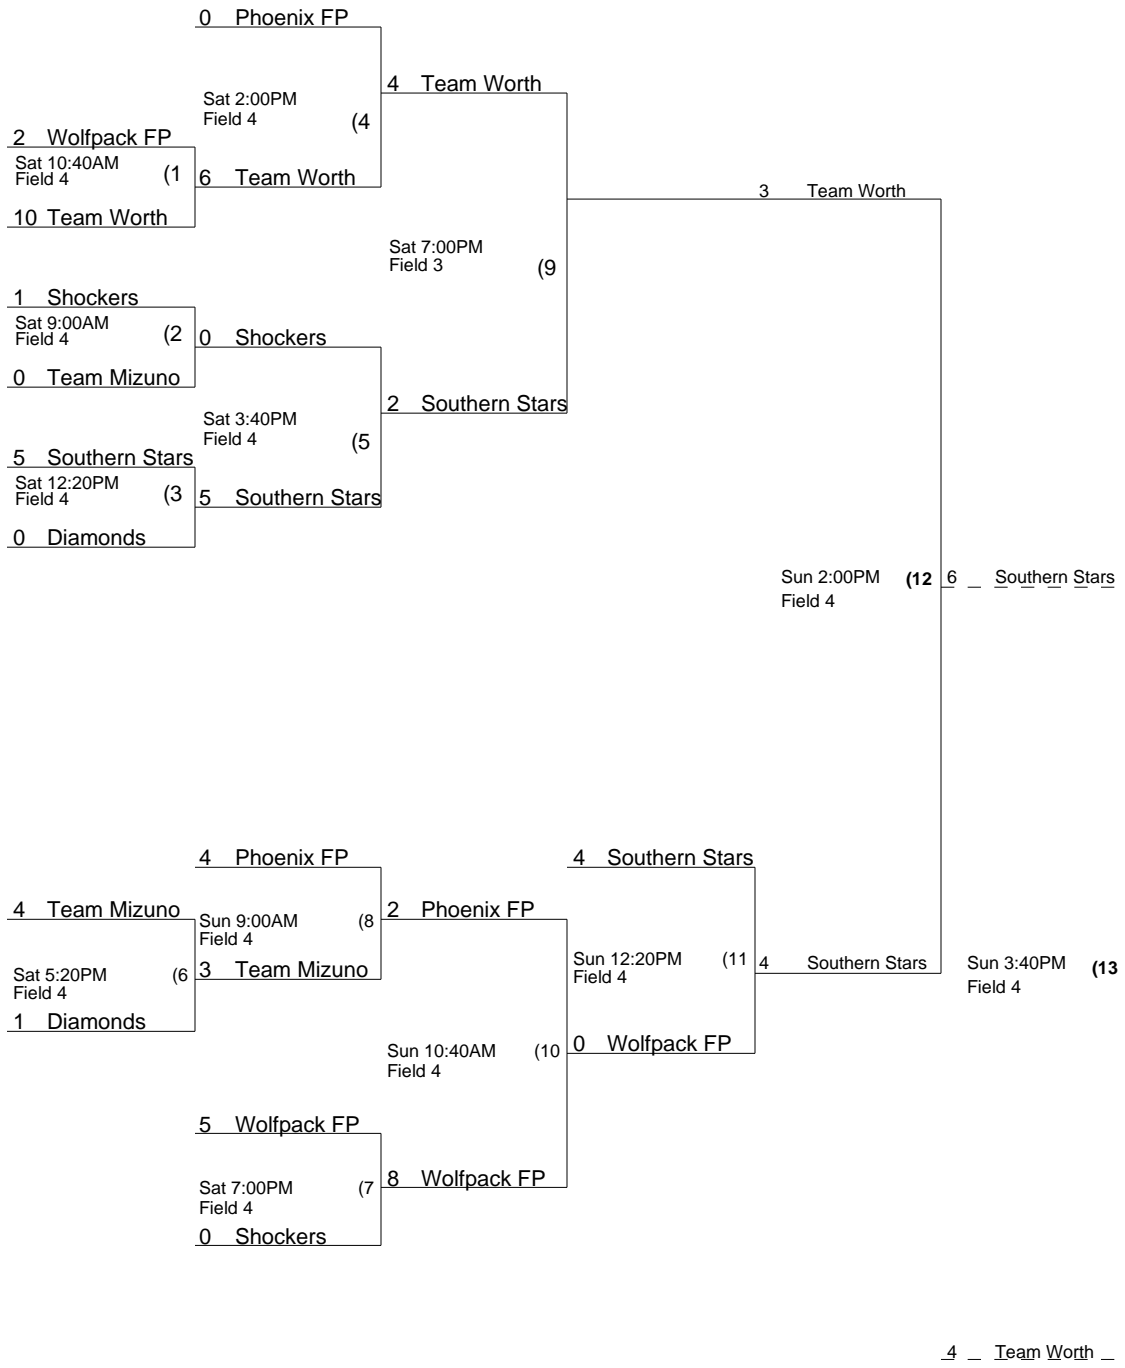 0 Phoenix FP
4 Team Worth
Sat 2:00PM
Field 4 (4
2 Wolfpack FP
Sat 10:40AM
Field 4 (1
6 Team Worth
10 Team Worth
3 Team Worth
Sat 7:00PM
Field 3 (9
1 Shockers
Sat 9:00AM
Field 4 (2
0 Shockers
0 Team Mizuno
2 Southern Stars
Sat 3:40PM
Field 4 (5
5 Southern Stars
Sat 12:20PM
Field 4 (3
5 Southern Stars
0 Diamonds
Sun 2:00PM (12
Field 4
6 Southern Stars
4 Phoenix FP
4 Southern Stars
4 Team Mizuno
Sun 9:00AM (8
Field 4
2 Phoenix FP
3 Team Mizuno
Sat 5:20PM (6
Field 4
1 Diamonds
Sun 12:20PM (11
Field 4
4 Southern Stars
Sun 3:40PM (13
Field 4
Sun 10:40AM (10
Field 4
0 Wolfpack FP
5 Wolfpack FP
Sat 7:00PM (7
Field 4
8 Wolfpack FP
0 Shockers
4 Team Worth